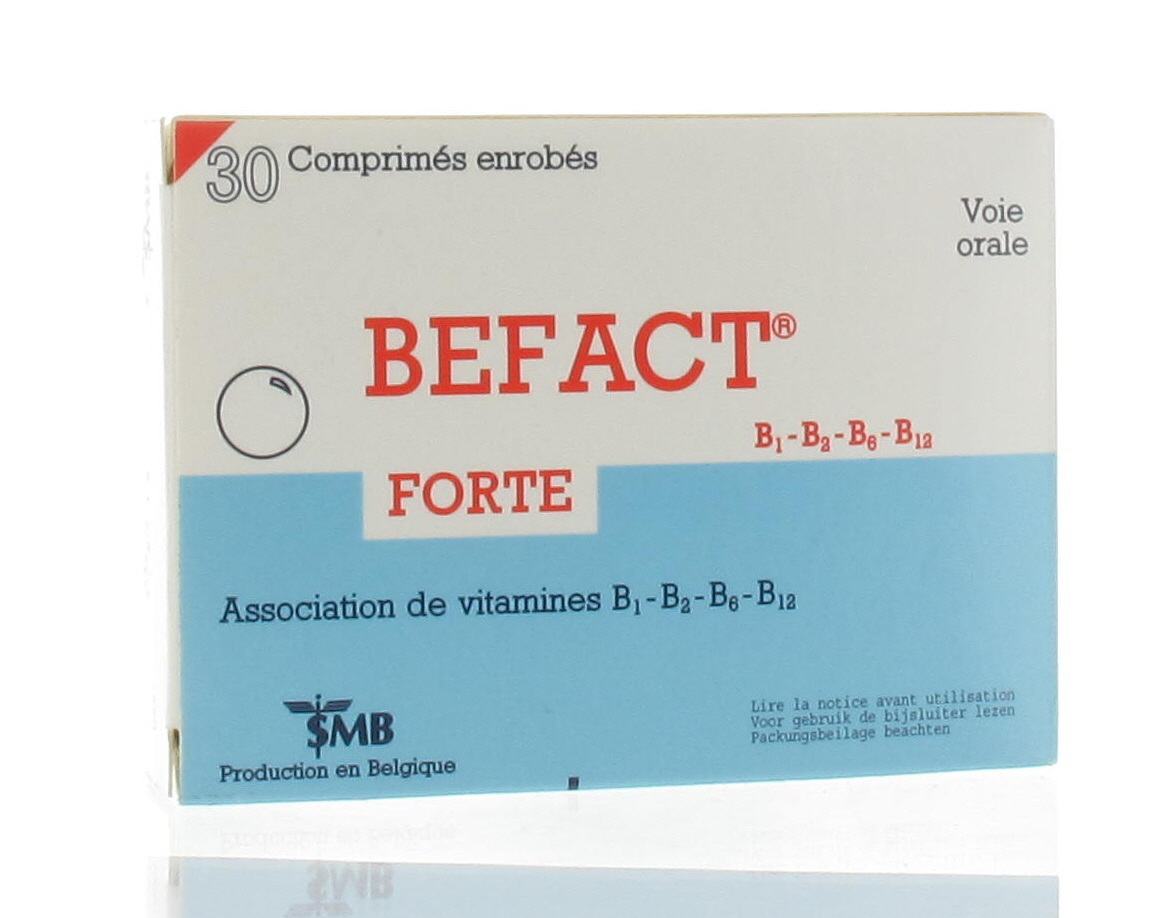 30 Comprimés enrobés
Voie
orale
BEFACT®
B₁-B₂-B₆-B₁₂
FORTE
Association de vitamines B₁-B₂-B₆-B₁₂
SMB
Production en Belgique
Lire la notice avant utilisation
Voor gebruik de bijsluiter lezen
Packungsbeilage beachten